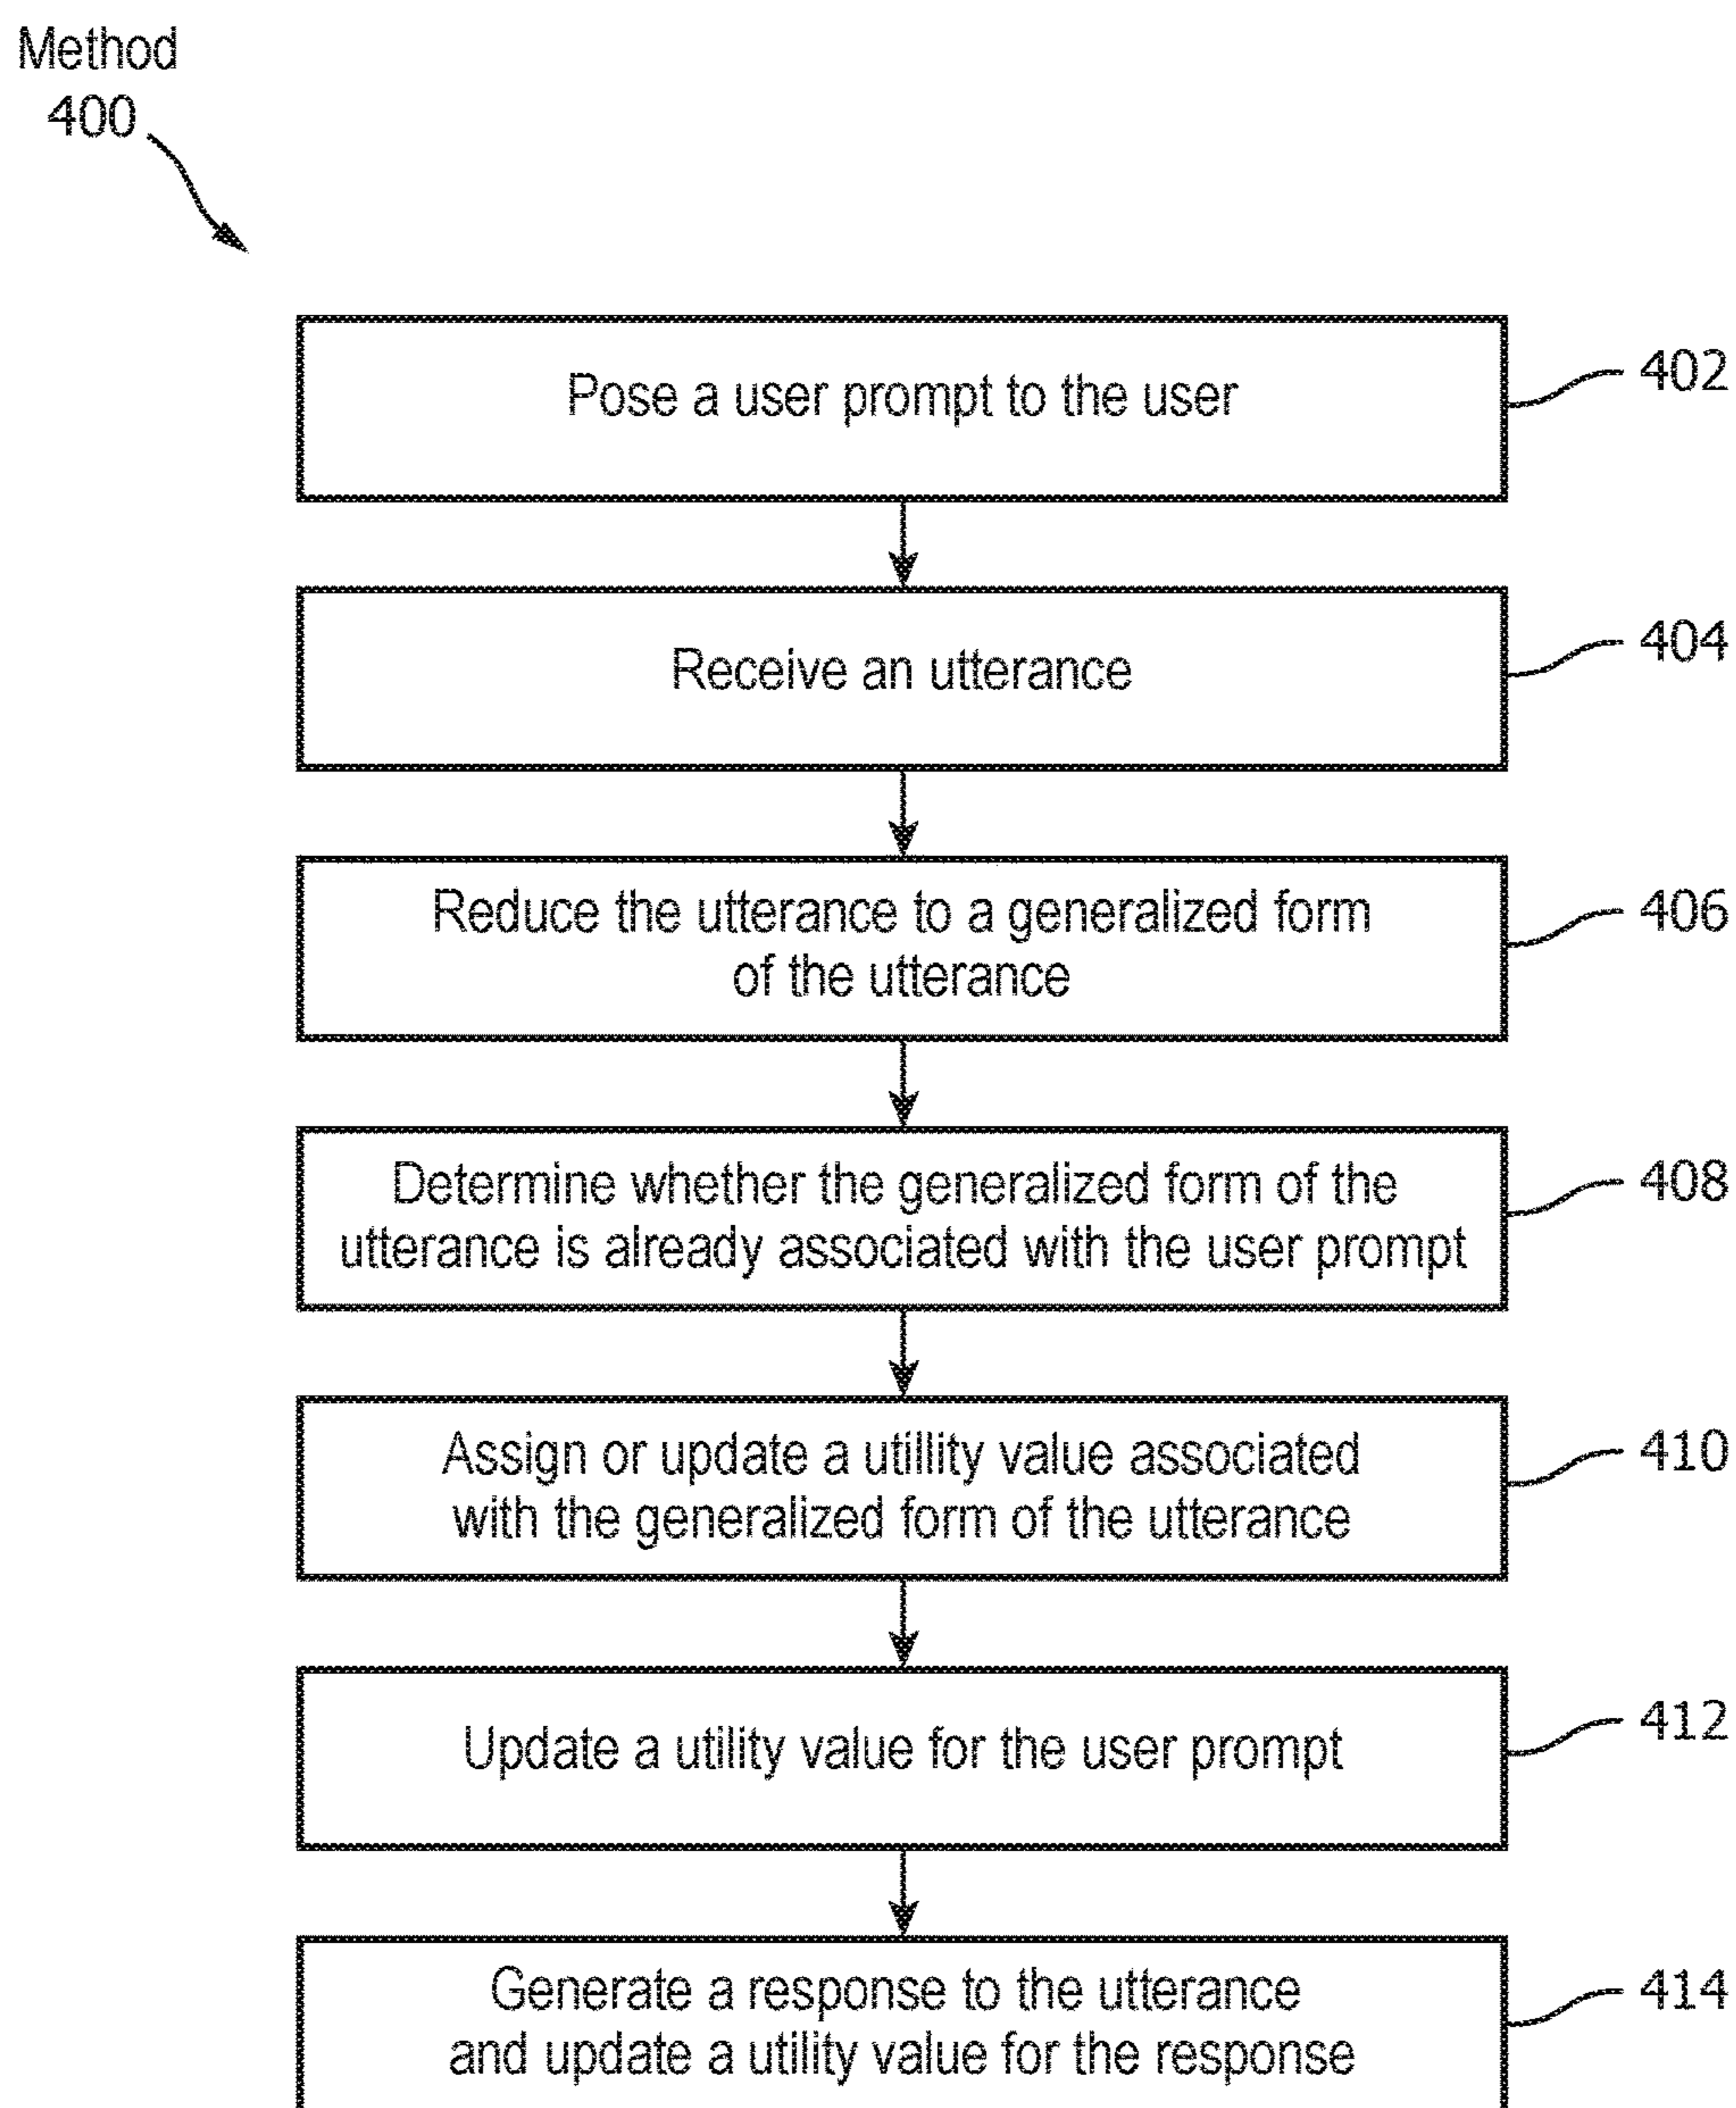 Method
400
Pose a user prompt to the user
402
Receive an utterance
404
Reduce the utterance to a generalized form
of the utterance
406
Determine whether the generalized form of the
utterance is already associated with the user prompt
408
Assign or update a utillity value associated
with the generalized form of the utterance
410
Update a utility value for the user prompt
412
Generate a response to the utterance
and update a utility value for the response
414